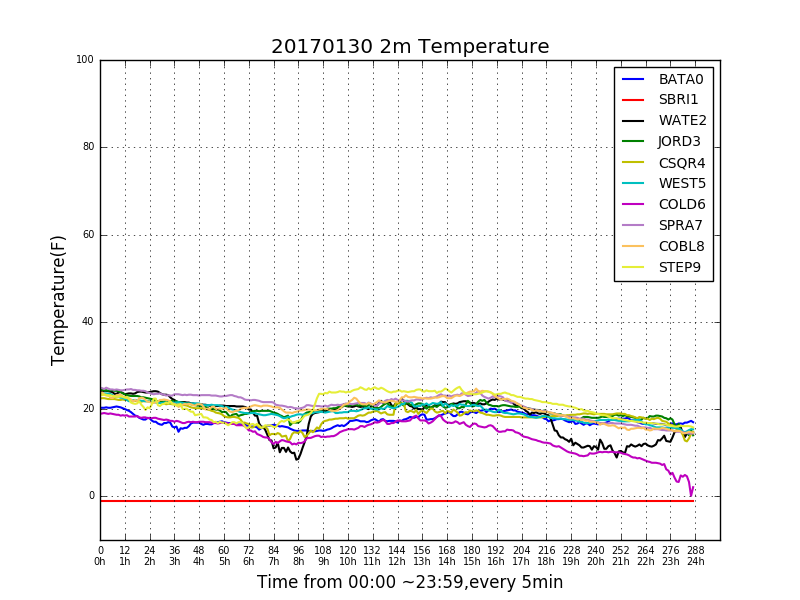 20170130 2m Temperature
100
80
60
40
20
0
Temperature(F)
BATA0
SBRI1
WATE2
JORD3
CSQR4
WEST5
COLD6
SPRA7
COBL8
STEP9
0 12 24 36 48 60 72 84 96 108 120 132 144 156 168 180 192 204 216 228 240 252 264 276 288
0h 1h 2h 3h 4h 5h 6h 7h 8h 9h 10h 11h 12h 13h 14h 15h 16h 17h 18h 19h 20h 21h 22h 23h 24h
Time from 00:00 ~23:59,every 5min